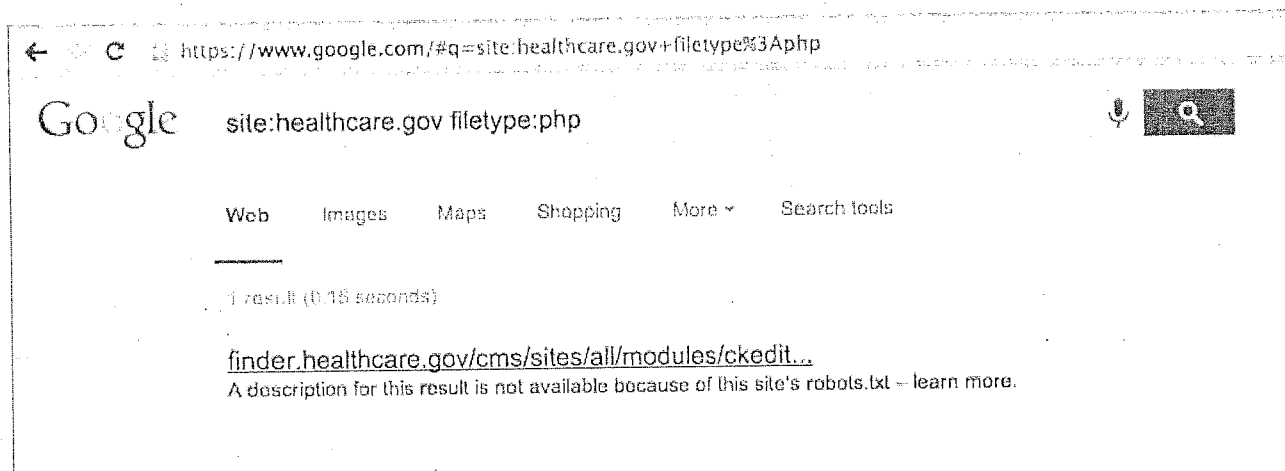 https://www.google.com/#q=site:healthcare.gov+filetype%3Aphp
Google site:healthcare.gov filetype:php
Web Images Maps Shopping More Search tools
1 result (0.15 seconds)
finder.healthcare.gov/cms/sites/all/modules/ckedit...
A description for this result is not available because of this site's robots.txt – learn more.